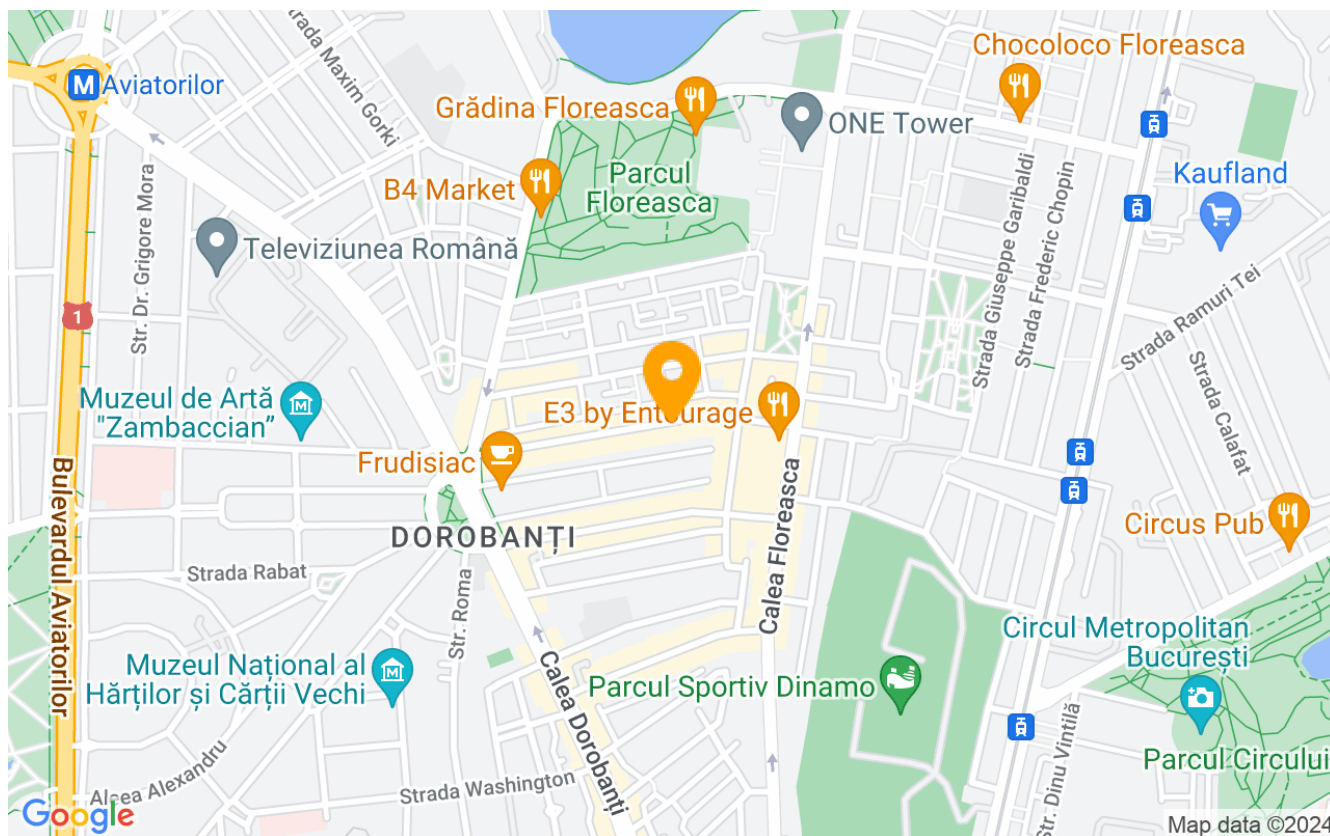 Strada Maxim Gorki
Chocoloco Floreasca
M Aviatorilor
Grădina Floreasca
ONE Tower
Str. Dr. Grigore Mora
B4 Market
Parcul
Floreasca
Strada Giuseppe Garibaldi
Strada Frederic Chopin
Kaufland
Televiziunea Română
1
Strada Ramuri Tei
Muzeul de Artă
"Zambaccian”
E3 by Entourage
Strada Calafat
Frudisiac
Bulevardul Aviatorilor
Calea Floreasca
Circus Pub
DOROBANȚI
Strada Rabat
Str. Roma
Circul Metropolitan
București
Muzeul Național al
Hărților și Cărții Vechi
Calea Dorobanți
Parcul Sportiv Dinamo
Str. Dinu Vintilă
Parcul Circului
Aleea Alexandru
Strada Washington
Google
Map data ©2024